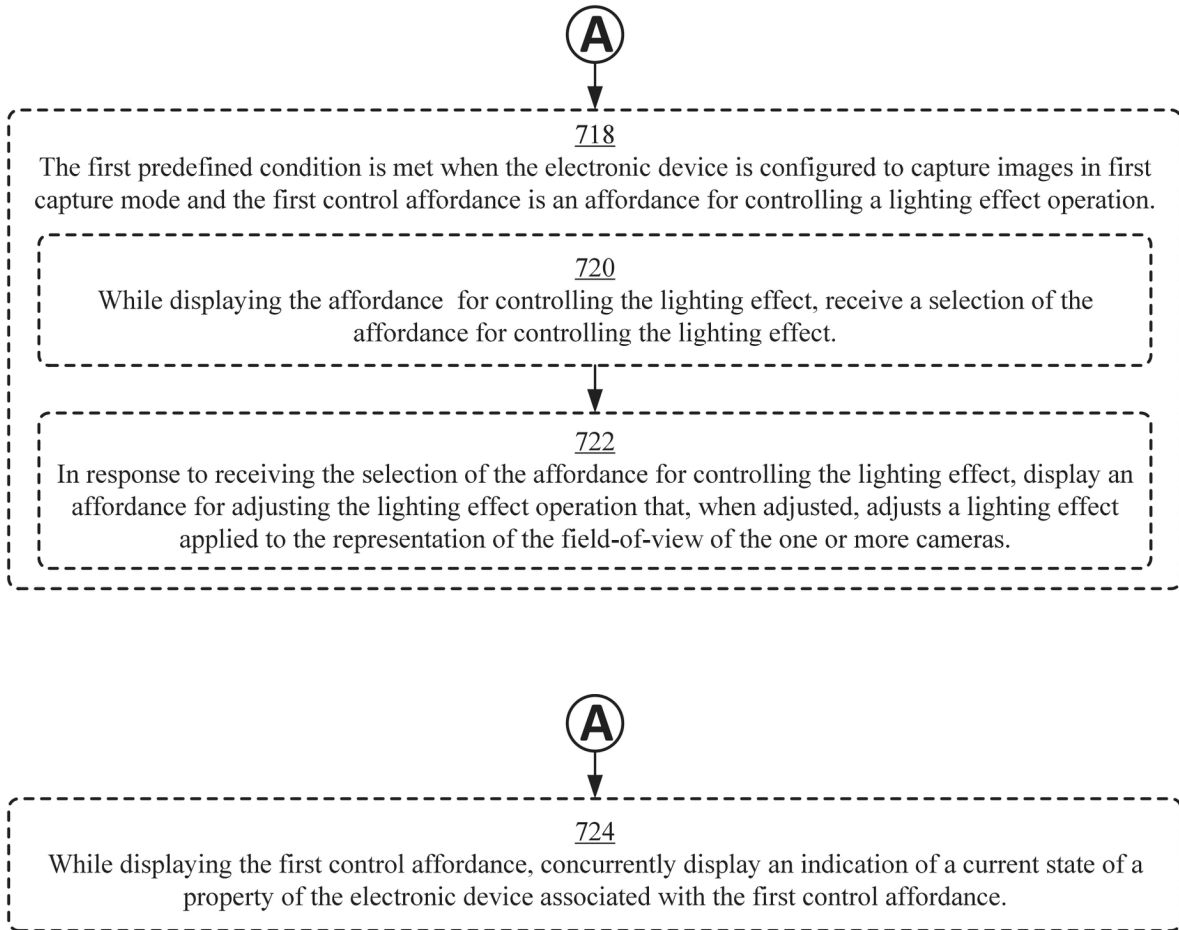 A
718
The first predefined condition is met when the electronic device is configured to capture images in first
capture mode and the first control affordance is an affordance for controlling a lighting effect operation.
720
While displaying the affordance for controlling the lighting effect, receive a selection of the
affordance for controlling the lighting effect.
722
In response to receiving the selection of the affordance for controlling the lighting effect, display an
affordance for adjusting the lighting effect operation that, when adjusted, adjusts a lighting effect
applied to the representation of the field-of-view of the one or more cameras.
A
724
While displaying the first control affordance, concurrently display an indication of a current state of a
property of the electronic device associated with the first control affordance.